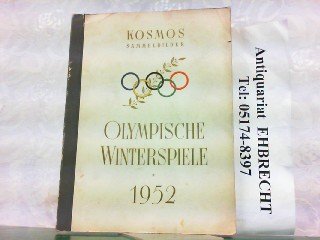 KOSMOS
SAMMELBILDER
OLYMPISCHE
WINTERSPIELE
1952
Antiquariat EHBRECHT
Tel: 05174-8397